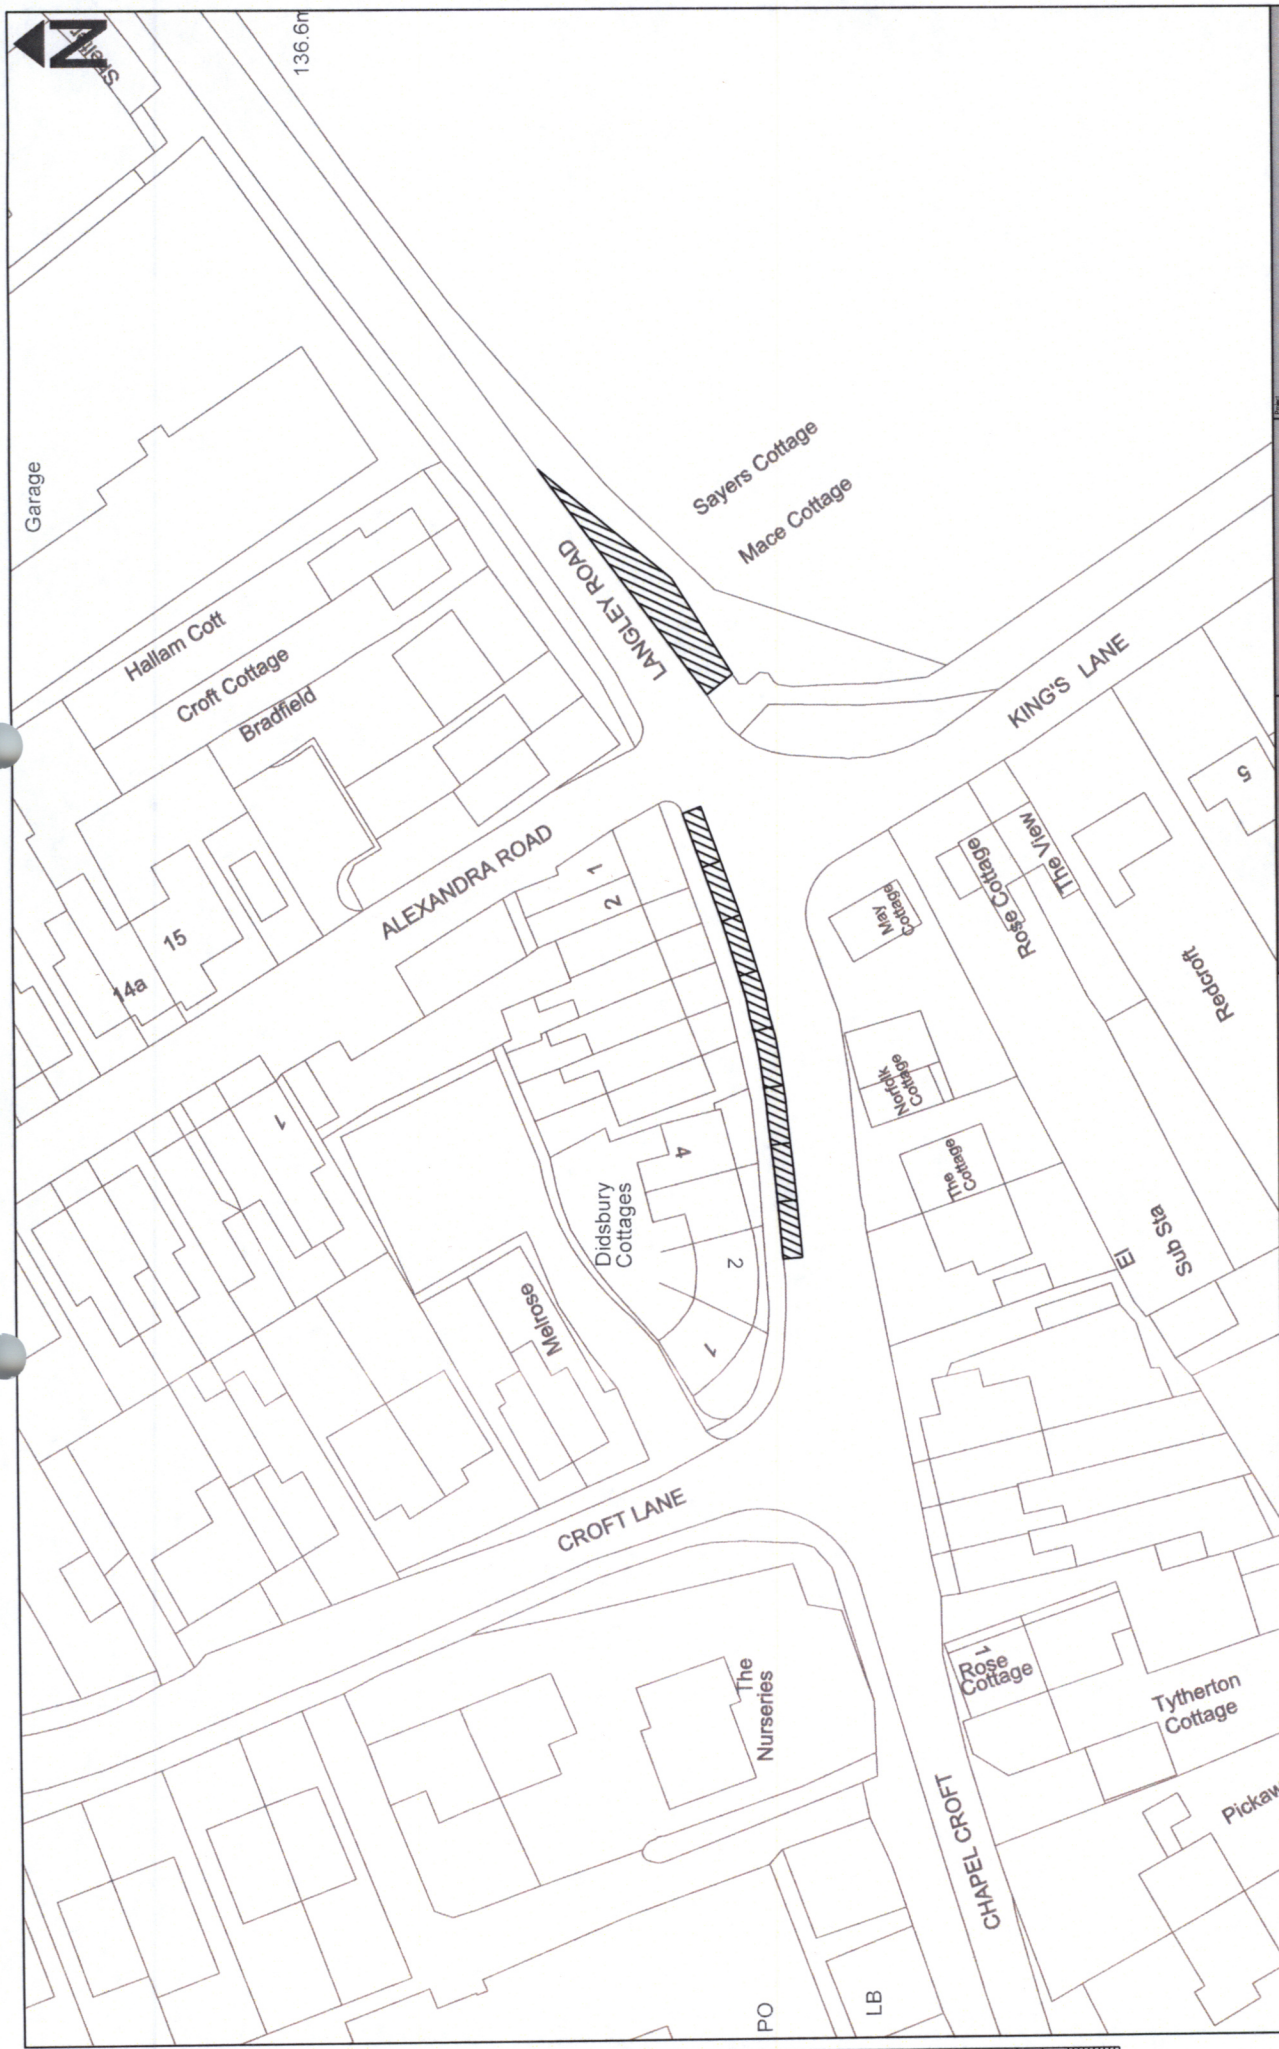 N
136.6m
Garage
Hallam Cott
Croft Cottage
Bradfield
LANGLEY ROAD
Sayers Cottage
Mace Cottage
KING'S LANE
ALEXANDRA ROAD
15
14a
1
2
1
May
Cottage
Rose Cottage
The View
5
Redcroft
Norfolk
Cottage
The
Cottage
El
Sub Sta
Didsbury
Cottages
4
2
1
Melrose
CROFT LANE
The
Nurseries
1
Rose
Cottage
Tytherton
Cottage
CHAPEL CROFT
PO
LB